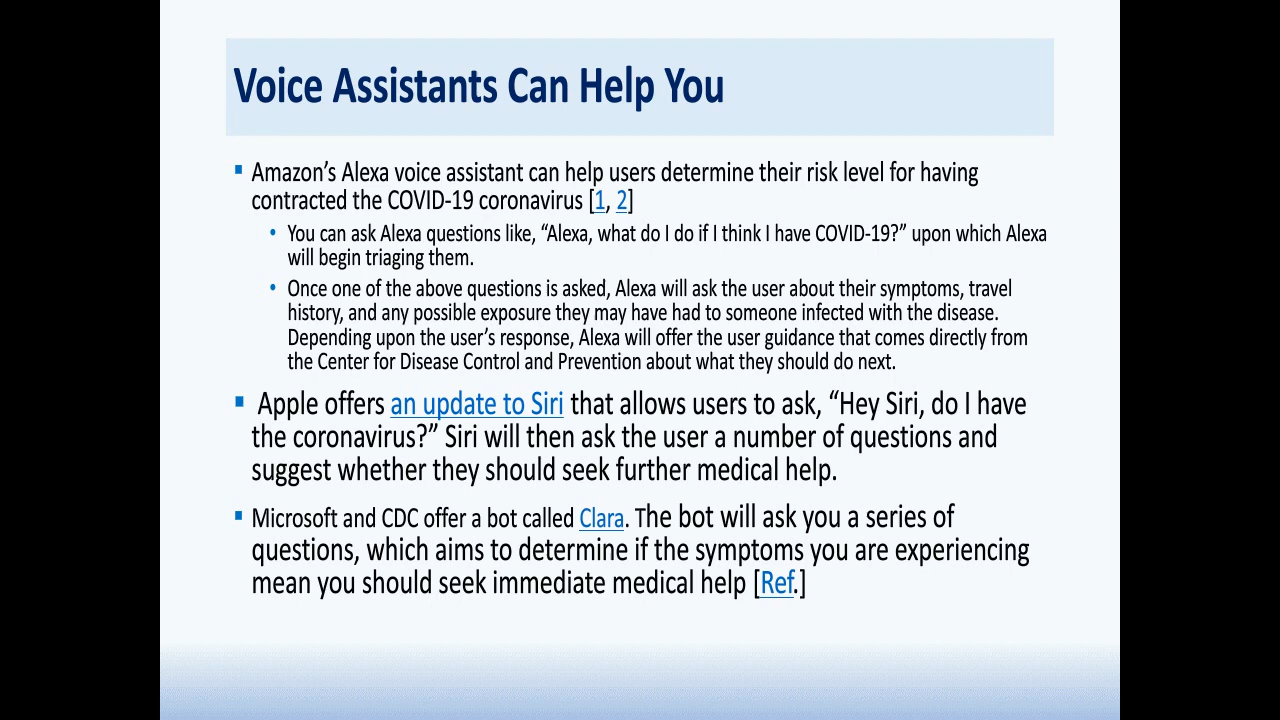 Voice Assistants Can Help You
▪ Amazon’s Alexa voice assistant can help users determine their risk level for having
contracted the COVID-19 coronavirus [1, 2]
• You can ask Alexa questions like, “Alexa, what do I do if I think I have COVID-19?” upon which Alexa
will begin triaging them.
• Once one of the above questions is asked, Alexa will ask the user about their symptoms, travel
history, and any possible exposure they may have had to someone infected with the disease.
Depending upon the user’s response, Alexa will offer the user guidance that comes directly from
the Center for Disease Control and Prevention about what they should do next.
▪ Apple offers an update to Siri that allows users to ask, “Hey Siri, do I have
the coronavirus?” Siri will then ask the user a number of questions and
suggest whether they should seek further medical help.
▪ Microsoft and CDC offer a bot called Clara. The bot will ask you a series of
questions, which aims to determine if the symptoms you are experiencing
mean you should seek immediate medical help [Ref.]